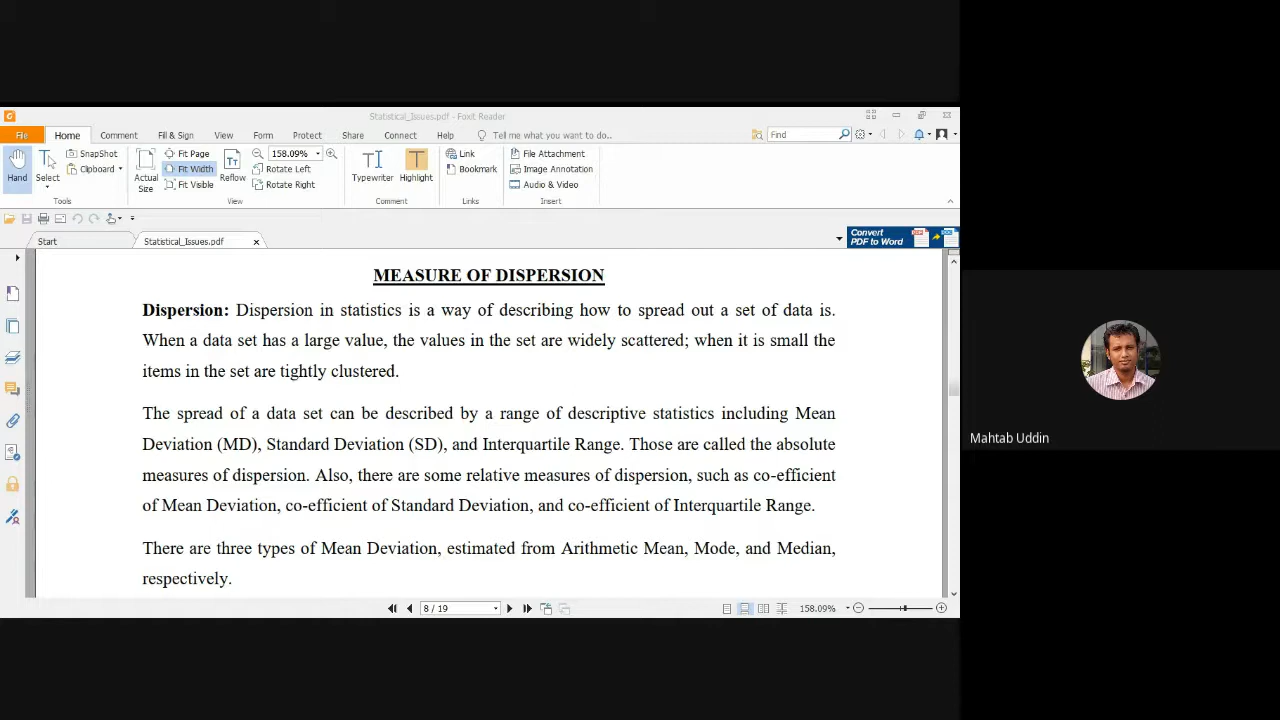 Statistical_Issues.pdf - Foxit Reader
File Home Comment Fill & Sign View Form Protect Share Connect Help Tell me what you want to do.. Find
SnapShot Fit Page 158.09% Link File Attachment
Clipboard Fit Width Rotate Left Bookmark Image Annotation
Hand Select Actual Size Fit Visible Reflow Rotate Right Typewriter Highlight Audio & Video
Tools View Comment Links Insert
Start Statistical_Issues.pdf
Convert
PDF to Word
MEASURE OF DISPERSION
Dispersion: Dispersion in statistics is a way of describing how to spread out a set of data is.
When a data set has a large value, the values in the set are widely scattered; when it is small the
items in the set are tightly clustered.
The spread of a data set can be described by a range of descriptive statistics including Mean
Deviation (MD), Standard Deviation (SD), and Interquartile Range. Those are called the absolute
measures of dispersion. Also, there are some relative measures of dispersion, such as co-efficient
of Mean Deviation, co-efficient of Standard Deviation, and co-efficient of Interquartile Range.
There are three types of Mean Deviation, estimated from Arithmetic Mean, Mode, and Median,
respectively.
8 / 19 158.09%
Mahtab Uddin